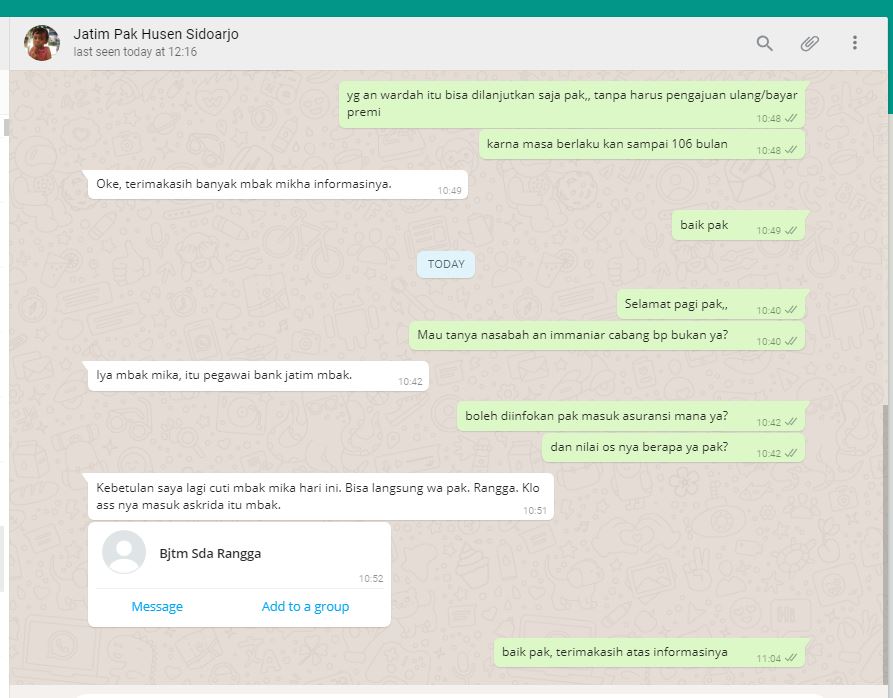 Jatim Pak Husen Sidoarjo
last seen today at 12:16
yg an wardah itu bisa dilanjutkan saja pak,, tanpa harus pengajuan ulang/bayar
premi
10:48
karna masa berlaku kan sampai 106 bulan
10:48
Oke, terimakasih banyak mbak mikha informasinya.
10:49
baik pak
10:49
TODAY
Selamat pagi pak,,
10:40
Mau tanya nasabah an immaniar cabang bp bukan ya?
10:40
Iya mbak mika, itu pegawai bank jatim mbak.
10:42
boleh diinfokan pak masuk asuransi mana ya?
10:42
dan nilai os nya berapa ya pak?
10:42
Kebetulan saya lagi cuti mbak mika hari ini. Bisa langsung wa pak. Rangga. Klo
ass nya masuk askrida itu mbak.
10:51
Bjtm Sda Rangga
10:52
Message
Add to a group
baik pak, terimakasih atas informasinya
11:04